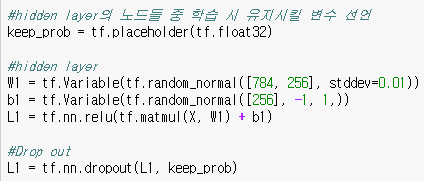 #hidden layer의 노드들 중 학습 시 유지시킬 변수 선언
keep_prob = tf.placeholder(tf.float32)
#hidden layer
W1 = tf.Variable(tf.random_normal([784, 256], stddev=0.01))
b1 = tf.Variable(tf.random_normal([256], -1, 1,))
L1 = tf.nn.relu(tf.matmul(X, W1) + b1)
#Drop out
L1 = tf.nn.dropout(L1, keep_prob)